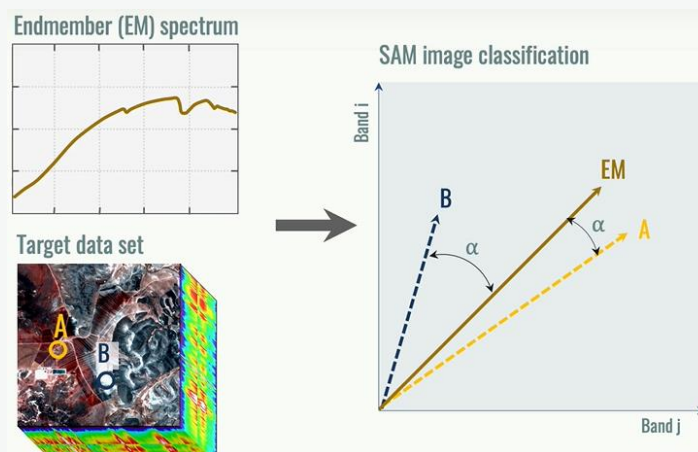 Endmember (EM) spectrum
SAM image classification
Band i
EM
B
α
α
A
Target data set
A
B
Band j